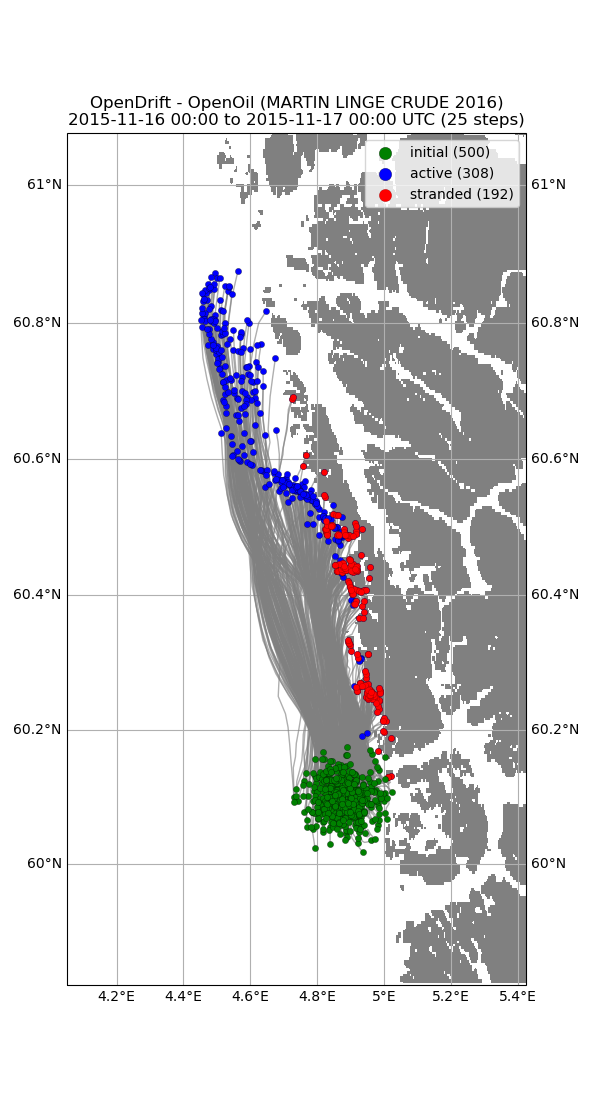 OpenDrift - OpenOil (MARTIN LINGE CRUDE 2016)
2015-11-16 00:00 to 2015-11-17 00:00 UTC (25 steps)
initial (500)
active (308)
stranded (192)
61°N 61°N
60.8°N 60.8°N
60.6°N 60.6°N
60.4°N 60.4°N
60.2°N 60.2°N
60°N 60°N
4.2°E 4.4°E 4.6°E 4.8°E 5°E 5.2°E 5.4°E